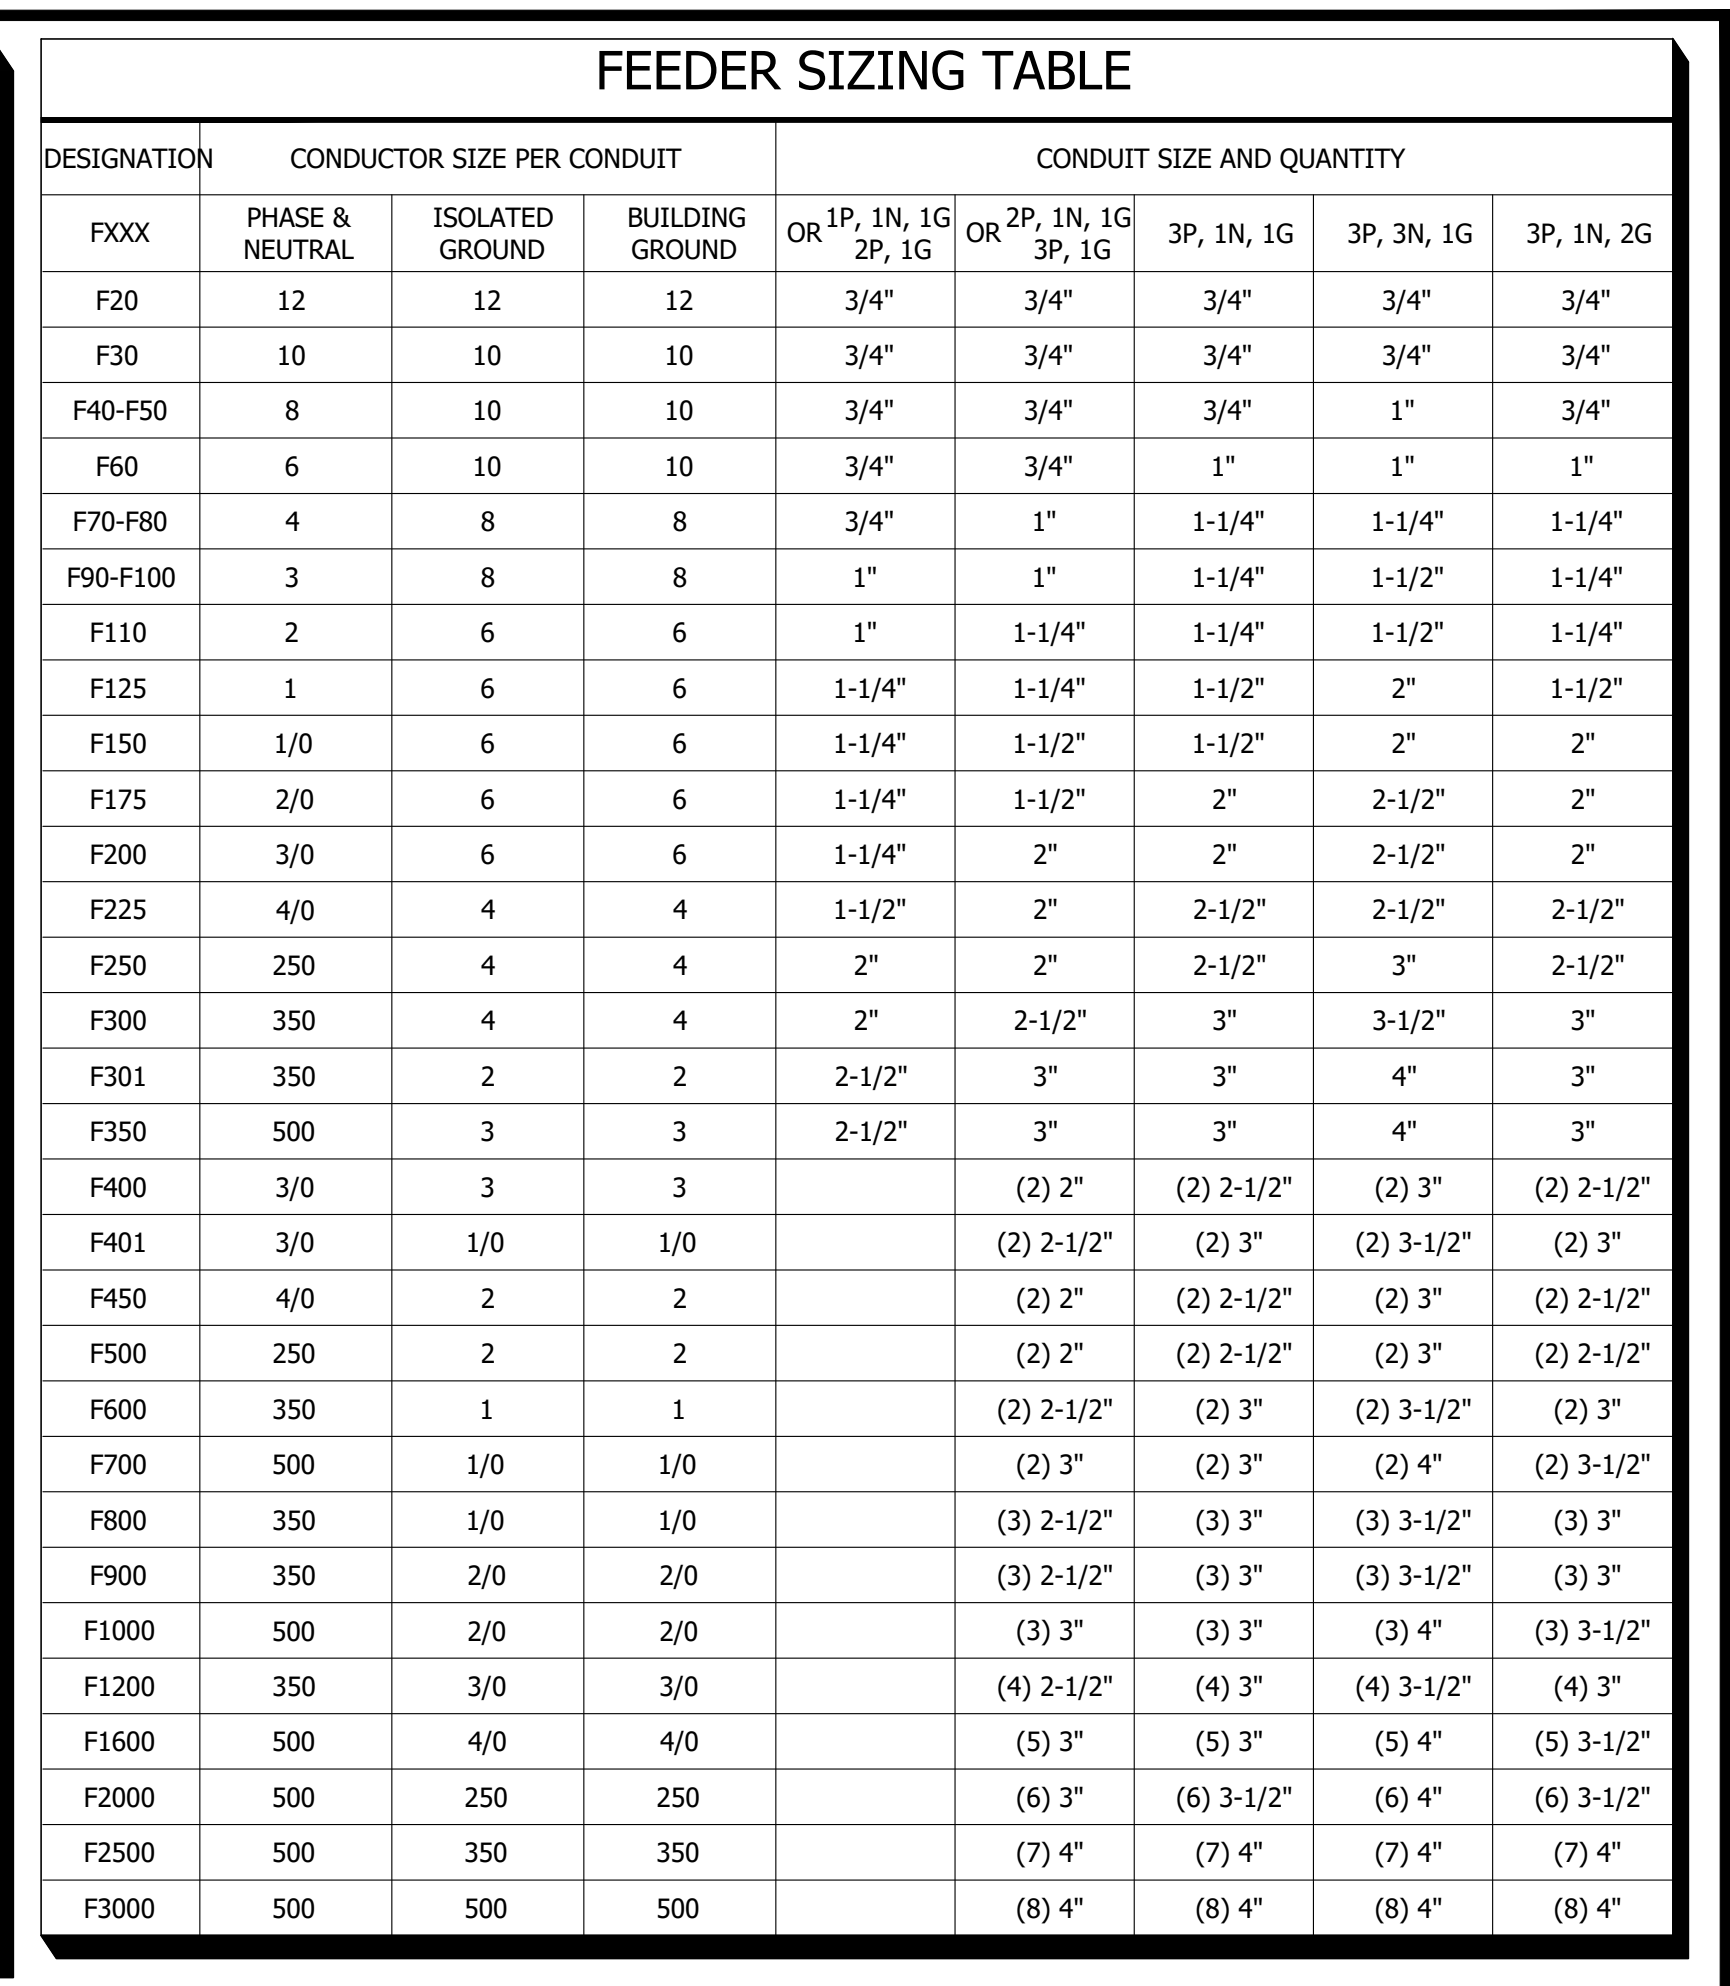 FEEDER SIZING TABLE
DESIGNATION CONDUCTOR SIZE PER CONDUIT CONDUIT SIZE AND QUANTITY
FXXX PHASE & NEUTRAL ISOLATED GROUND BUILDING GROUND OR 1P, 1N, 1G 2P, 1G OR 2P, 1N, 1G 3P, 1G 3P, 1N, 1G 3P, 3N, 1G 3P, 1N, 2G
F20 12 12 12 3/4" 3/4" 3/4" 3/4" 3/4"
F30 10 10 10 3/4" 3/4" 3/4" 3/4" 3/4"
F40-F50 8 10 10 3/4" 3/4" 3/4" 1" 3/4"
F60 6 10 10 3/4" 3/4" 1" 1" 1"
F70-F80 4 8 8 3/4" 1" 1-1/4" 1-1/4" 1-1/4"
F90-F100 3 8 8 1" 1" 1-1/4" 1-1/2" 1-1/4"
F110 2 6 6 1" 1-1/4" 1-1/4" 1-1/2" 1-1/4"
F125 1 6 6 1-1/4" 1-1/4" 1-1/2" 2" 1-1/2"
F150 1/0 6 6 1-1/4" 1-1/2" 1-1/2" 2" 2"
F175 2/0 6 6 1-1/4" 1-1/2" 2" 2-1/2" 2"
F200 3/0 6 6 1-1/4" 2" 2" 2-1/2" 2"
F225 4/0 4 4 1-1/2" 2" 2-1/2" 2-1/2" 2-1/2"
F250 250 4 4 2" 2" 2-1/2" 3" 2-1/2"
F300 350 4 4 2" 2-1/2" 3" 3-1/2" 3"
F301 350 2 2 2-1/2" 3" 3" 4" 3"
F350 500 3 3 2-1/2" 3" 3" 4" 3"
F400 3/0 3 3 (2) 2" (2) 2-1/2" (2) 3" (2) 2-1/2"
F401 3/0 1/0 1/0 (2) 2-1/2" (2) 3" (2) 3-1/2" (2) 3"
F450 4/0 2 2 (2) 2" (2) 2-1/2" (2) 3" (2) 2-1/2"
F500 250 2 2 (2) 2" (2) 2-1/2" (2) 3" (2) 2-1/2"
F600 350 1 1 (2) 2-1/2" (2) 3" (2) 3-1/2" (2) 3"
F700 500 1/0 1/0 (2) 3" (2) 3" (2) 4" (2) 3-1/2"
F800 350 1/0 1/0 (3) 2-1/2" (3) 3" (3) 3-1/2" (3) 3"
F900 350 2/0 2/0 (3) 2-1/2" (3) 3" (3) 3-1/2" (3) 3"
F1000 500 2/0 2/0 (3) 3" (3) 3" (3) 4" (3) 3-1/2"
F1200 350 3/0 3/0 (4) 2-1/2" (4) 3" (4) 3-1/2" (4) 3"
F1600 500 4/0 4/0 (5) 3" (5) 3" (5) 4" (5) 3-1/2"
F2000 500 250 250 (6) 3" (6) 3-1/2" (6) 4" (6) 3-1/2"
F2500 500 350 350 (7) 4" (7) 4" (7) 4" (7) 4"
F3000 500 500 500 (8) 4" (8) 4" (8) 4" (8) 4"